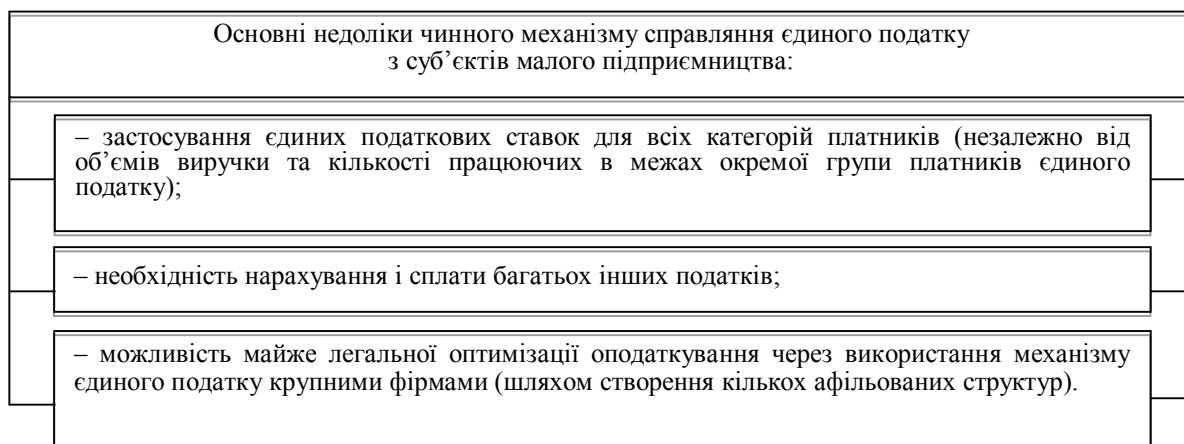 Основні недоліки чинного механізму справляння єдиного податку
з суб’єктів малого підприємництва:
– застосування єдиних податкових ставок для всіх категорій платників (незалежно від
об’ємів виручки та кількості працюючих в межах окремої групи платників єдиного
податку);
– необхідність нарахування і сплати багатьох інших податків;
– можливість майже легальної оптимізації оподаткування через використання механізму
єдиного податку крупними фірмами (шляхом створення кількох афільованих структур).